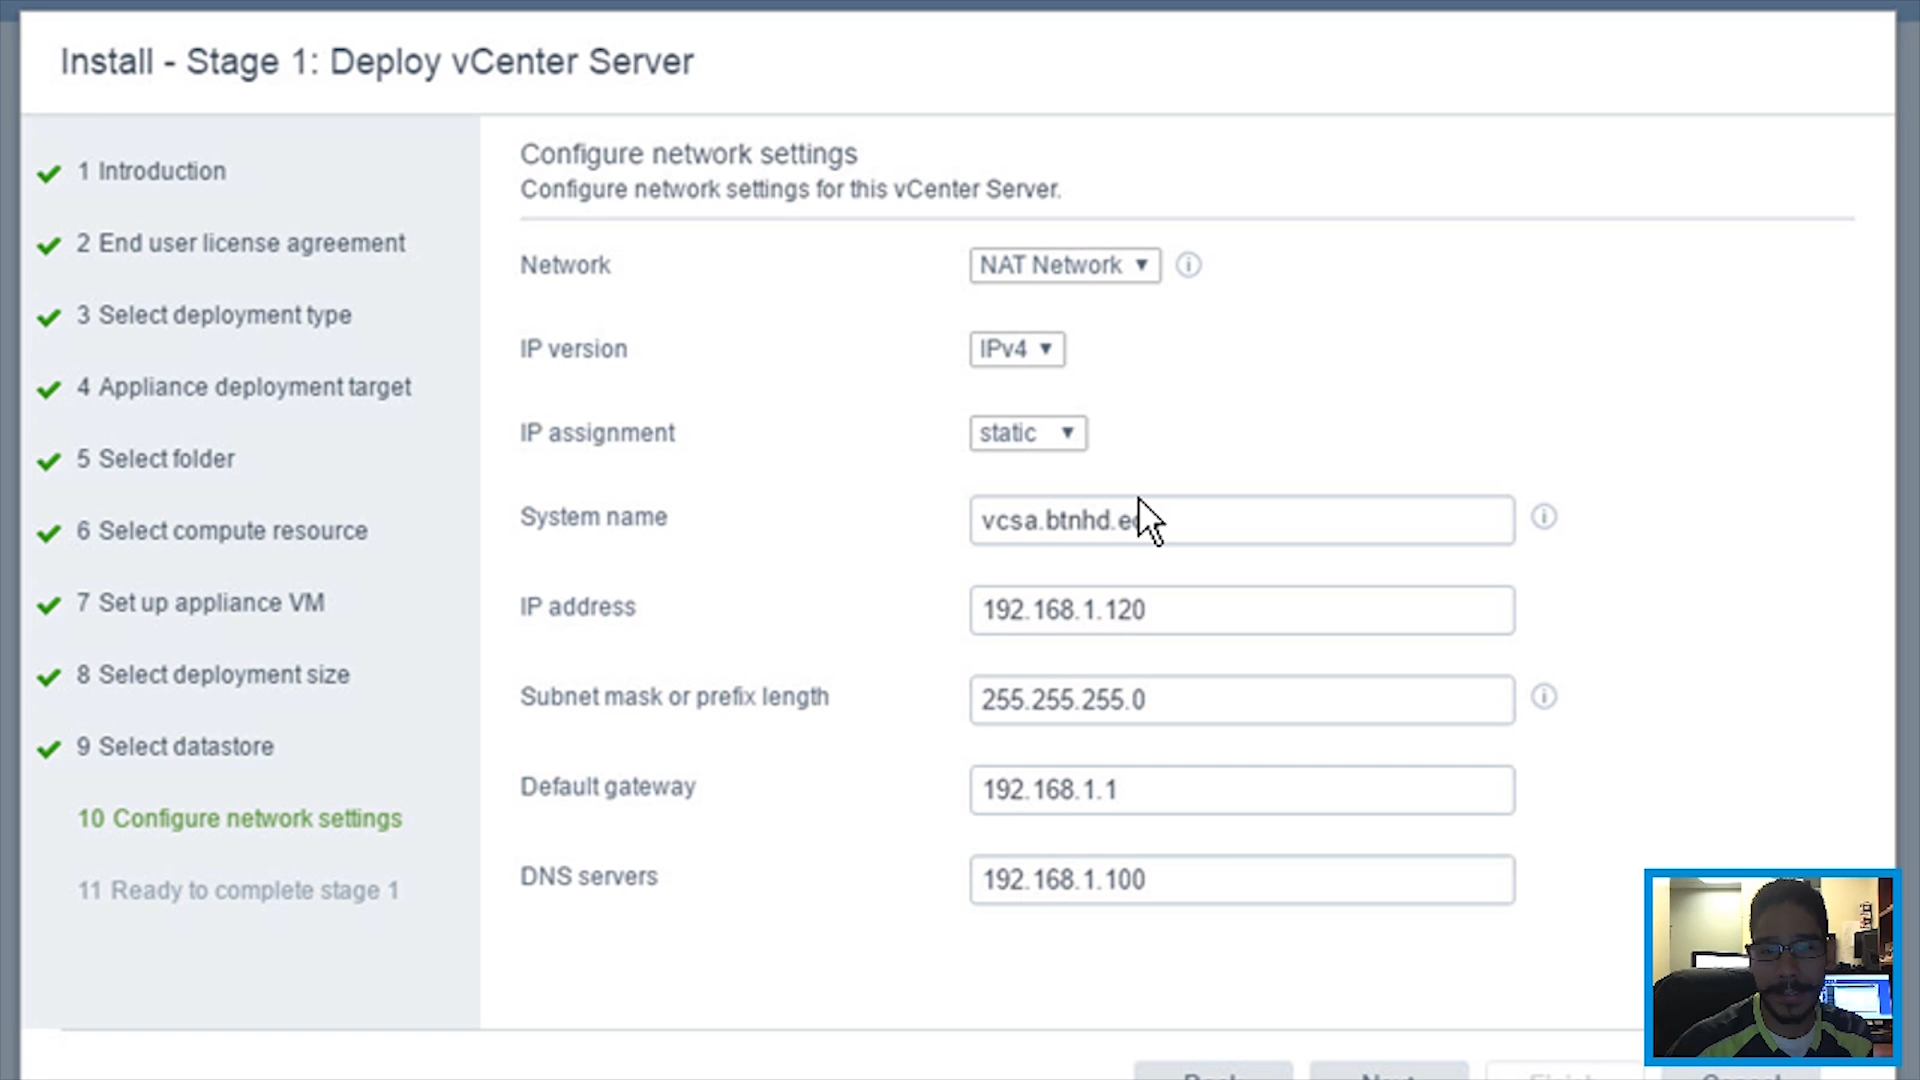 Install - Stage 1: Deploy vCenter Server
1 Introduction
2 End user license agreement
3 Select deployment type
4 Appliance deployment target
5 Select folder
6 Select compute resource
7 Set up appliance VM
8 Select deployment size
9 Select datastore
10 Configure network settings
11 Ready to complete stage 1
Configure network settings
Configure network settings for this vCenter Server.
Network NAT Network
IP version IPv4
IP assignment static
System name
IP address 192.168.1.120
Subnet mask or prefix length 255.255.255.0
Default gateway 192.168.1.1
DNS servers 192.168.1.100